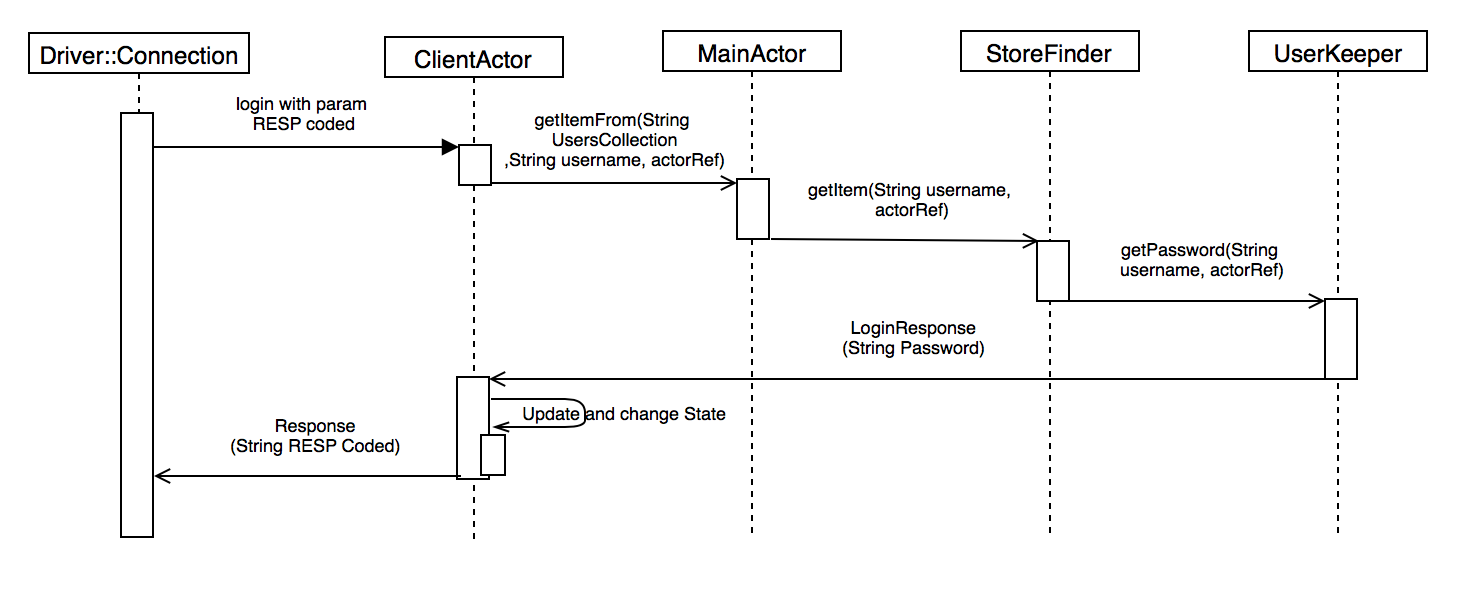 Driver::Connection
ClientActor
MainActor
StoreFinder
UserKeeper
login with param
RESP coded
getItemFrom(String
UsersCollection
,String username, actorRef)
getItem(String username,
actorRef)
getPassword(String
username, actorRef)
LoginResponse
(String Password)
Update and change State
Response
(String RESP Coded)